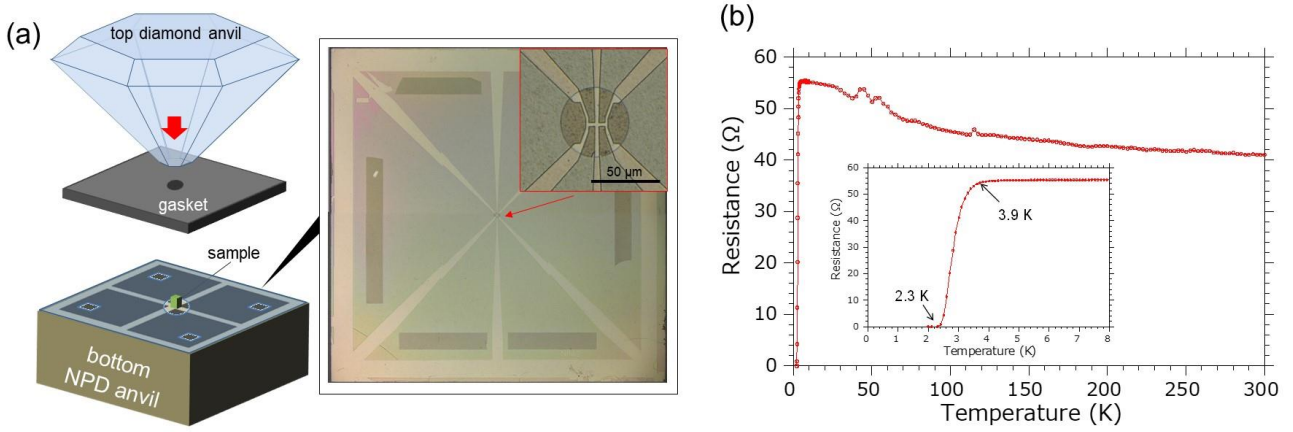 (a)
top diamond anvil
gasket
sample
bottom
NPD anvil
50 μm
(b)
Resistance (Ω)
60
50
40
30
20
10
0
0 50 100 150 200 250 300
Temperature (K)
Resistance (Ω)
60
50
40
30
20
10
0
3.9 K
2.3 K
0 1 2 3 4 5 6 7 8
Temperature (K)